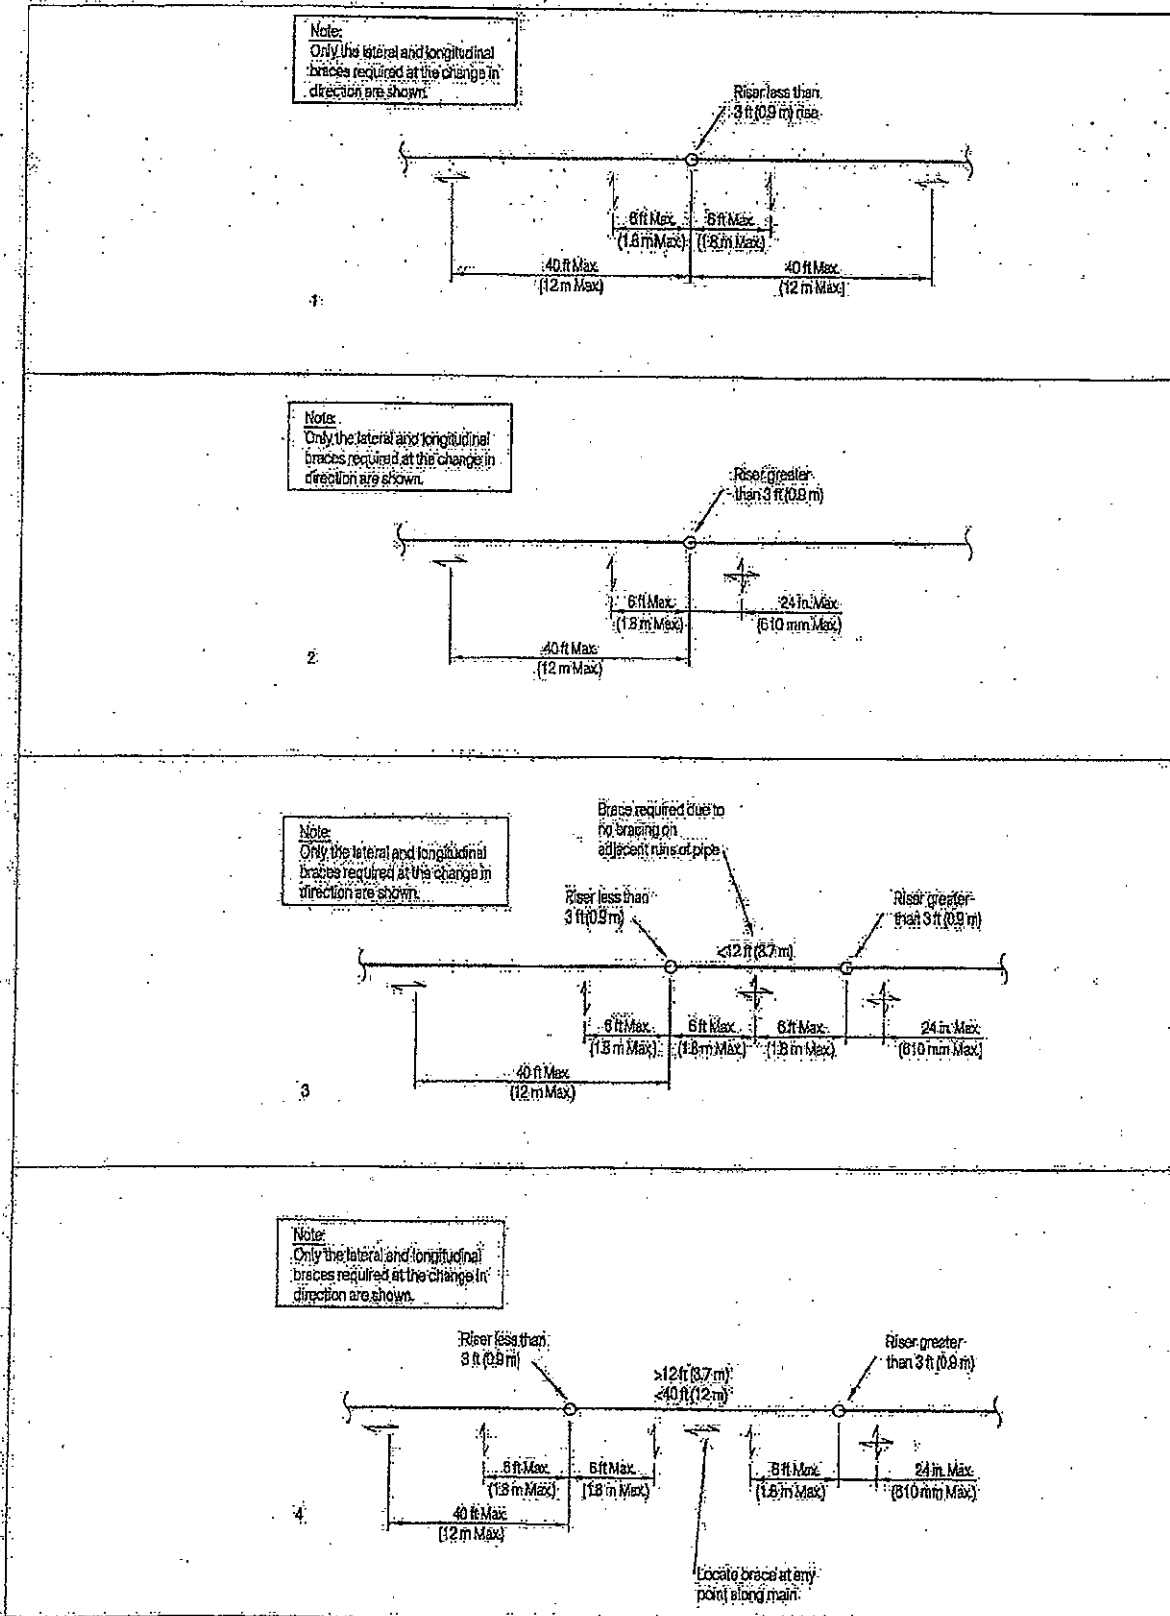 Note:
Only the lateral and longitudinal
braces required at the change in
direction are shown.
Riser less than
3 ft (0.9 m) rise
6 ft Max.
(1.8 m Max.)
6 ft Max.
(1.8 m Max.)
40 ft Max.
(12 m Max.)
40 ft Max.
(12 m Max.)
1
Note:
Only the lateral and longitudinal
braces required at the change in
direction are shown.
Riser greater
than 3 ft (0.9 m)
6 ft Max.
(1.8 m Max.)
24 in. Max.
(610 mm Max.)
40 ft Max.
(12 m Max.)
2
Brace required due to
no bracing on
adjacent runs of pipe
Note:
Only the lateral and longitudinal
braces required at the change in
direction are shown.
Riser less than
3 ft (0.9 m)
Riser greater
than 3 ft (0.9 m)
<12 ft (3.7 m)
6 ft Max.
(1.8 m Max.)
6 ft Max.
(1.8 m Max.)
6 ft Max.
(1.8 m Max.)
24 in. Max.
(610 mm Max.)
40 ft Max.
(12 m Max.)
3
Note:
Only the lateral and longitudinal
braces required at the change in
direction are shown.
Riser less than
3 ft (0.9 m)
Riser greater
than 3 ft (0.9 m)
>12 ft (3.7 m)
<40 ft (12 m)
6 ft Max.
(1.8 m Max.)
6 ft Max.
(1.8 m Max.)
6 ft Max.
(1.8 m Max.)
24 in. Max.
(610 mm Max.)
40 ft Max.
(12 m Max.)
4
Locate brace at any
point along main